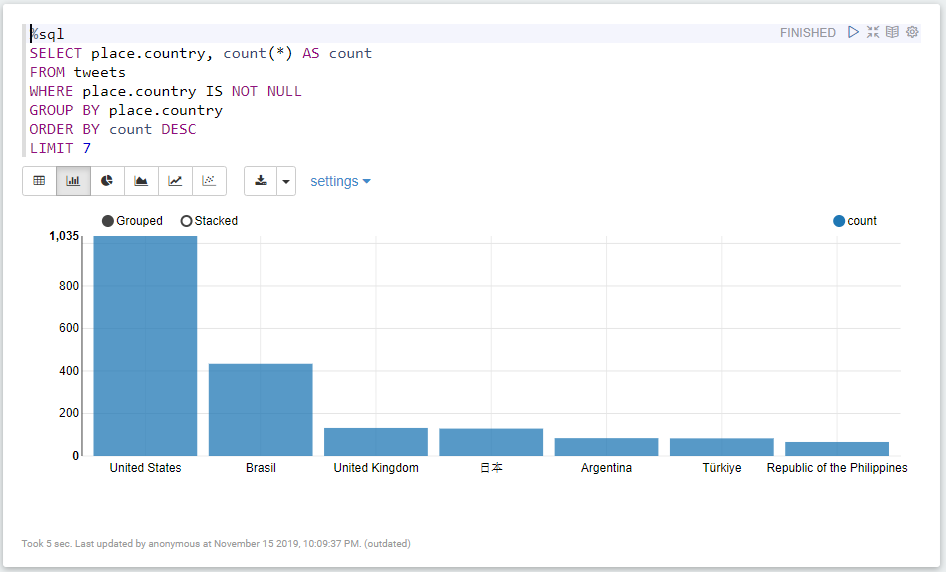 %sql
FINISHED
SELECT place.country, count(*) AS count
FROM tweets
WHERE place.country IS NOT NULL
GROUP BY place.country
ORDER BY count DESC
LIMIT 7
settings
Grouped Stacked count
1,035
800
600
400
200
0
United States Brasil United Kingdom 日本 Argentina Türkiye Republic of the Philippines
Took 5 sec. Last updated by anonymous at November 15 2019, 10:09:37 PM. (outdated)